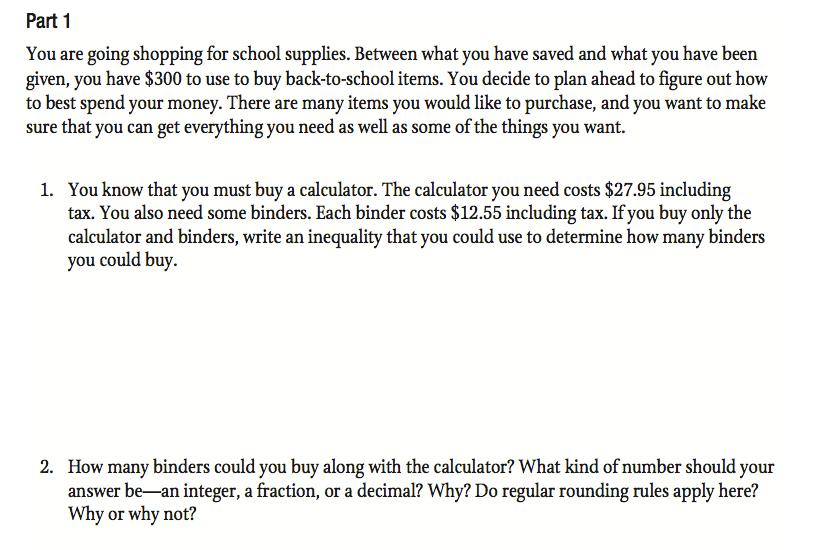 Part 1
You are going shopping for school supplies. Between what you have saved and what you have been
given, you have $300 to use to buy back-to-school items. You decide to plan ahead to figure out how
to best spend your money. There are many items you would like to purchase, and you want to make
sure that you can get everything you need as well as some of the things you want.
1. You know that you must buy a calculator. The calculator you need costs $27.95 including
tax. You also need some binders. Each binder costs $12.55 including tax. If you buy only the
calculator and binders, write an inequality that you could use to determine how many binders
you could buy.
2. How many binders could you buy along with the calculator? What kind of number should your
answer be—an integer, a fraction, or a decimal? Why? Do regular rounding rules apply here?
Why or why not?